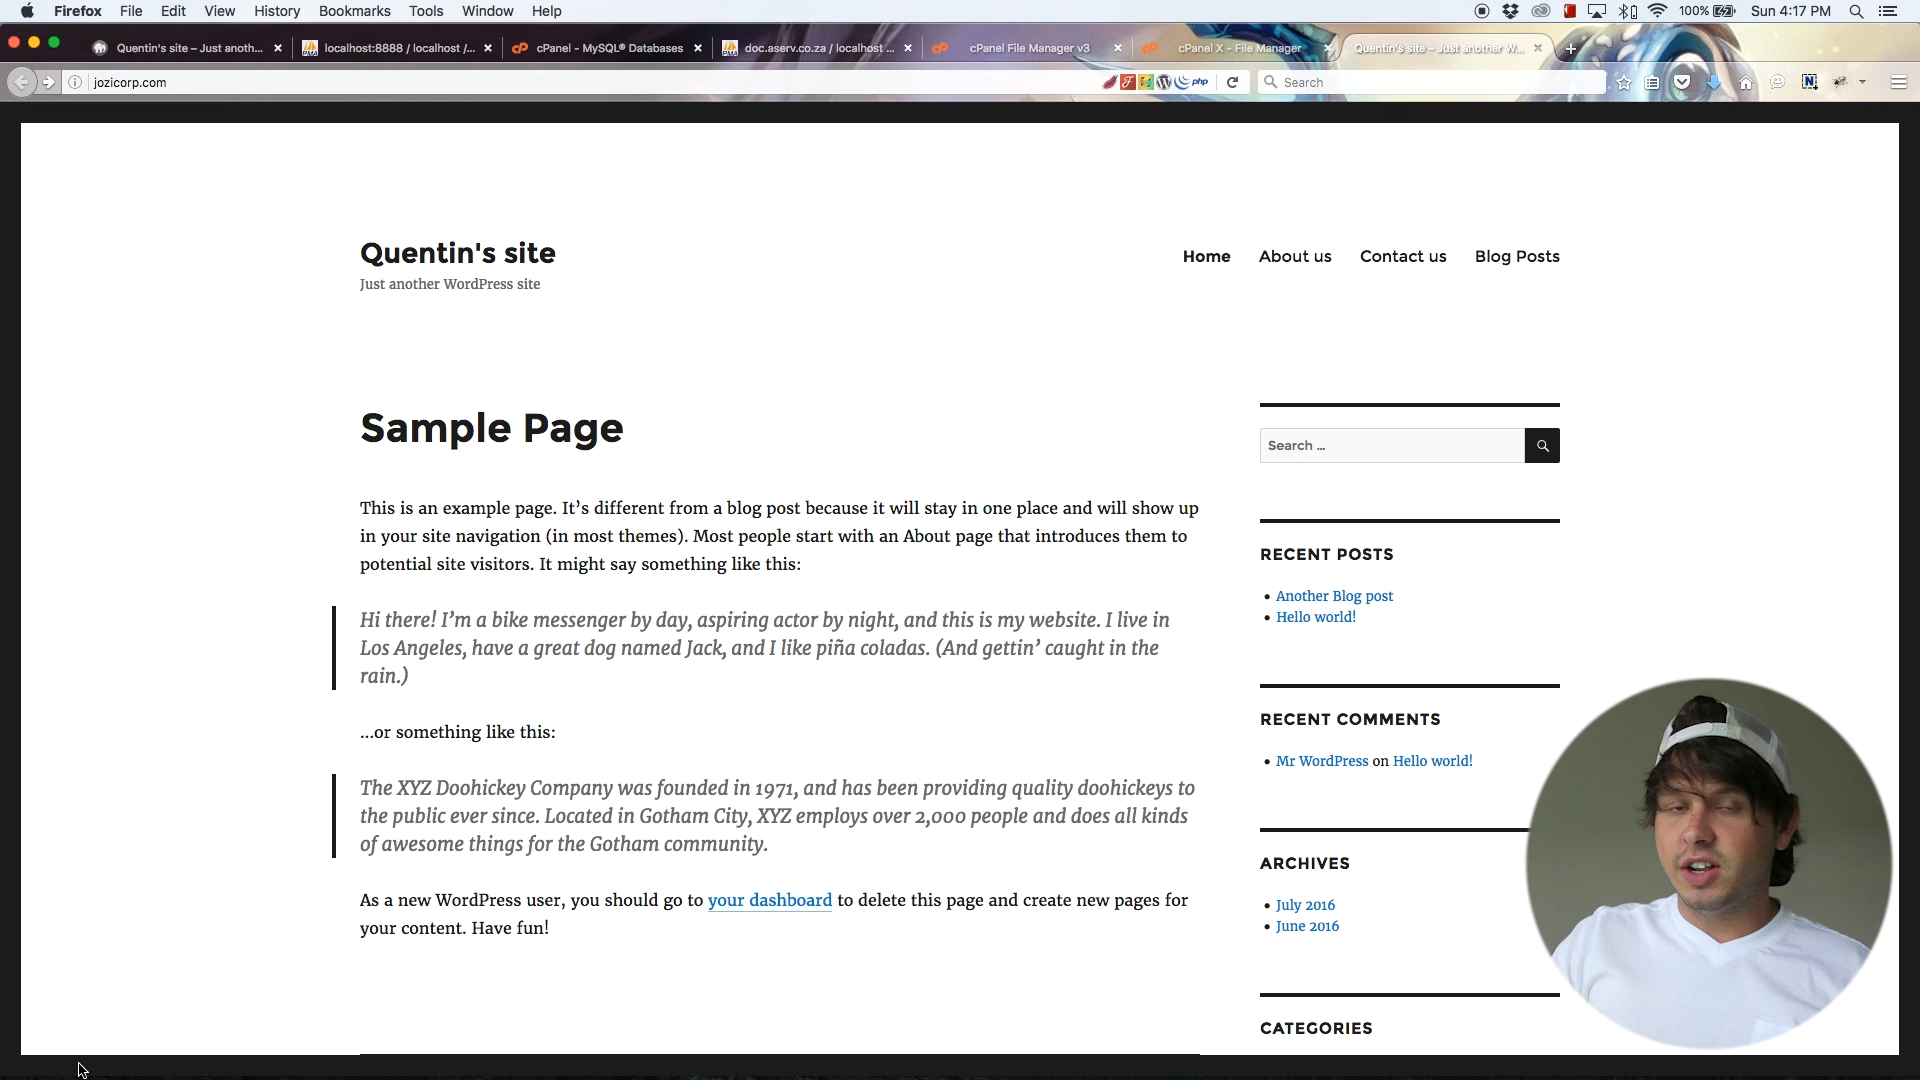 Firefox File Edit View History Bookmarks Tools Window Help
100% Sun 4:17 PM
Quentin's site – Just anoth...
localhost:8888 / localhost /...
cPanel - MySQL® Databases
doc.aserv.co.za / localhost ...
cPanel File Manager v3
cPanel X - File Manager
Quentin's site – Just another W...
jozicorp.com
php
Search
Quentin's site
Just another WordPress site
Home About us Contact us Blog Posts
Sample Page
This is an example page. It’s different from a blog post because it will stay in one place and will show up
in your site navigation (in most themes). Most people start with an About page that introduces them to
potential site visitors. It might say something like this:
Hi there! I’m a bike messenger by day, aspiring actor by night, and this is my website. I live in
Los Angeles, have a great dog named Jack, and I like piña coladas. (And gettin’ caught in the
rain.)
…or something like this:
The XYZ Doohickey Company was founded in 1971, and has been providing quality doohickeys to
the public ever since. Located in Gotham City, XYZ employs over 2,000 people and does all kinds
of awesome things for the Gotham community.
As a new WordPress user, you should go to your dashboard to delete this page and create new pages for
your content. Have fun!
Search …
RECENT POSTS
Another Blog post
Hello world!
RECENT COMMENTS
Mr WordPress on Hello world!
ARCHIVES
July 2016
June 2016
CATEGORIES